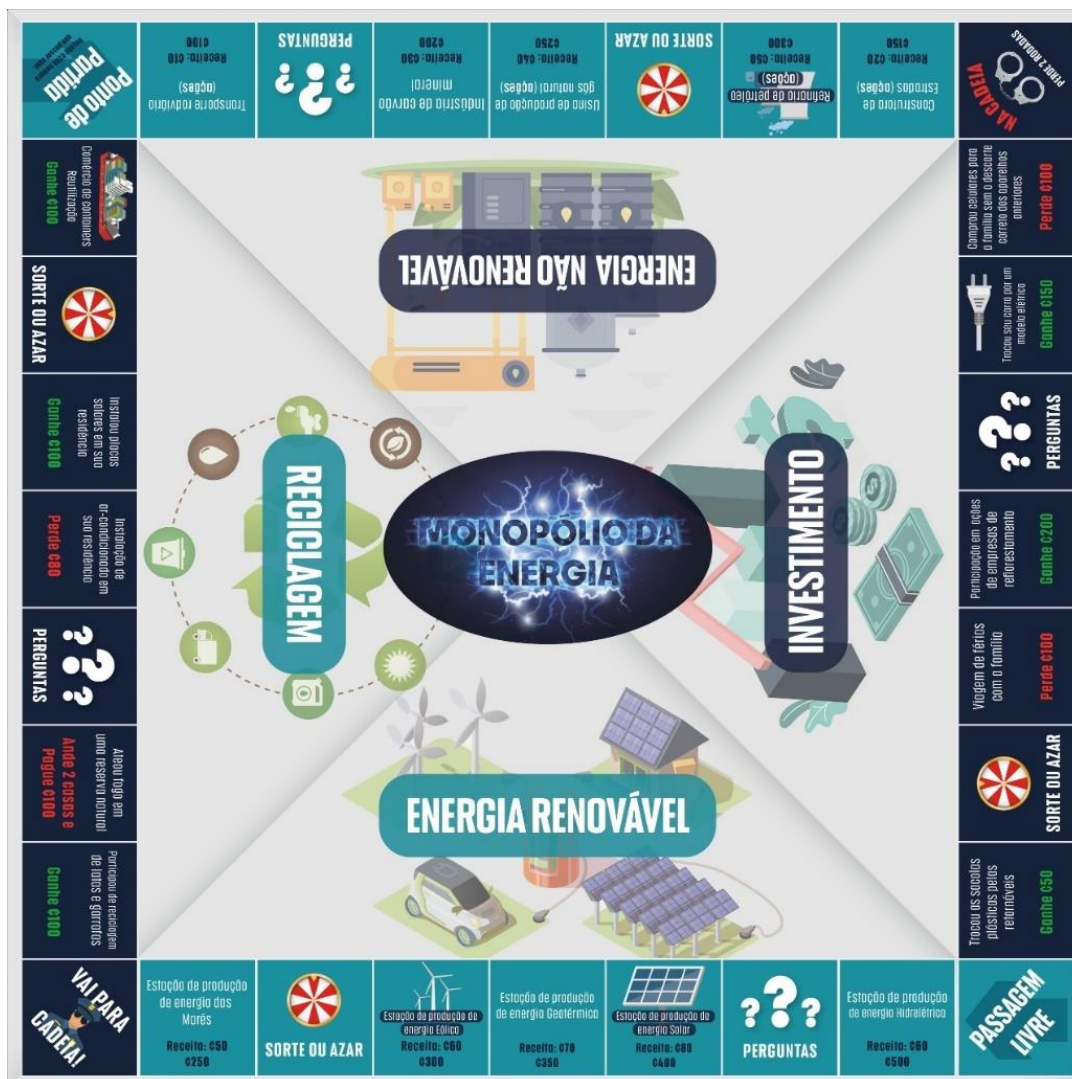 Ponto de
Partida
Transporte rodoviário
(ações)
Receita: ¢10
¢100
PERGUNTAS
???
Indústria de carvão
mineral
Receita: ¢30
¢200
Usina de produção de
gás natural (ações)
Receita: ¢40
¢250
SORTE OU AZAR
Refinaria de petróleo
(ações)
Receita: ¢50
¢300
Construtora de
Estradas (ações)
Receita: ¢20
¢150
NA CADEIA
PERDE 2 RODADAS
Comprou celulares para
a família sem o descarte
correto dos aparelhos
anteriores
Perde ¢100
Trocou seu carro por um
modelo elétrico
Ganhe ¢150
???
PERGUNTAS
Participação em ações
de empresas de
reflorestamento
Ganhe ¢200
Viagem de férias
com a família
Perde ¢100
SORTE OU AZAR
Trocou as sacolas
plásticas pelas
retornáveis
Ganhe ¢50
PASSAGEM
LIVRE
Estação de produção
de energia Hidrelétrica
Receita: ¢60
¢500
???
PERGUNTAS
Estação de produção de
energia Solar
Receita: ¢80
¢400
Estação de produção
de energia Geotérmica
Receita: ¢70
¢350
Estação de produção de
energia Eólica
Receita: ¢60
¢300
SORTE OU AZAR
Estação de produção
de energia das
Marés
Receita: ¢50
¢250
VAI PARA
CADEIA!
Participou de reciclagem
de latas e garrafas
Ganhe ¢100
Ateou fogo em
uma reserva natural
Ande 2 casas e
Pague ¢100
???
PERGUNTAS
Instalação de
ar-condicionado em
sua residência
Perde ¢80
Instalou placas
solares em sua
residência
Ganhe ¢100
SORTE OU AZAR
Comércio de containers
Reutilização
Ganhe ¢100
ENERGIA NÃO RENOVÁVEL
RECICLAGEM
MONOPÓLIO DA
ENERGIA
INVESTIMENTO
ENERGIA RENOVÁVEL